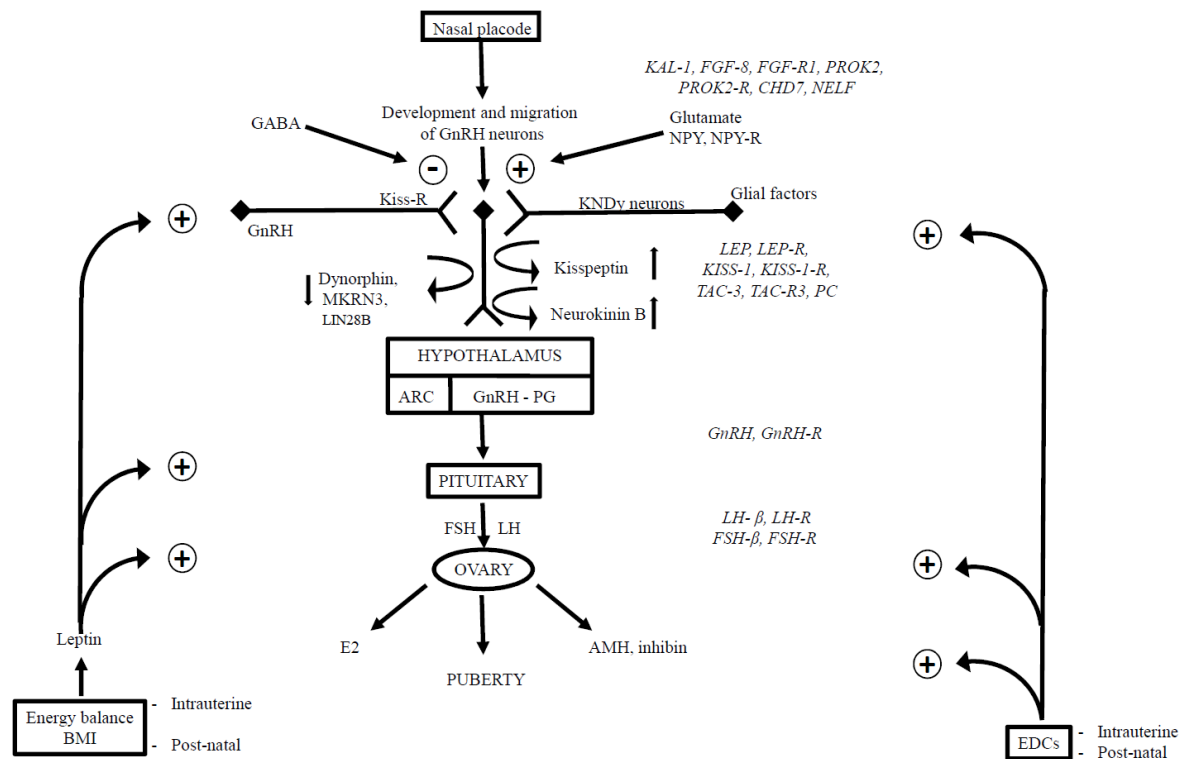 Nasal placode
KAL-1, FGF-8, FGF-R1, PROK2,
PROK2-R, CHD7, NELF
Development and migration
of GnRH neurons
GABA
Glutamate
NPY, NPY-R
-
+
Kiss-R
KNDy neurons
Glial factors
GnRH
+
+
Dynorphin,
MKRN3,
LIN28B
Kisspeptin
Neurokinin B
LEP, LEP-R,
KISS-1, KISS-1-R,
TAC-3, TAC-R3, PC
HYPOTHALAMUS
ARC
GnRH - PG
GnRH, GnRH-R
+
PITUITARY
FSH
LH
LH- β, LH-R
FSH-β, FSH-R
+
+
OVARY
E2
AMH, inhibin
+
PUBERTY
Leptin
Energy balance
BMI
- Intrauterine
- Post-natal
EDCs
- Intrauterine
- Post-natal